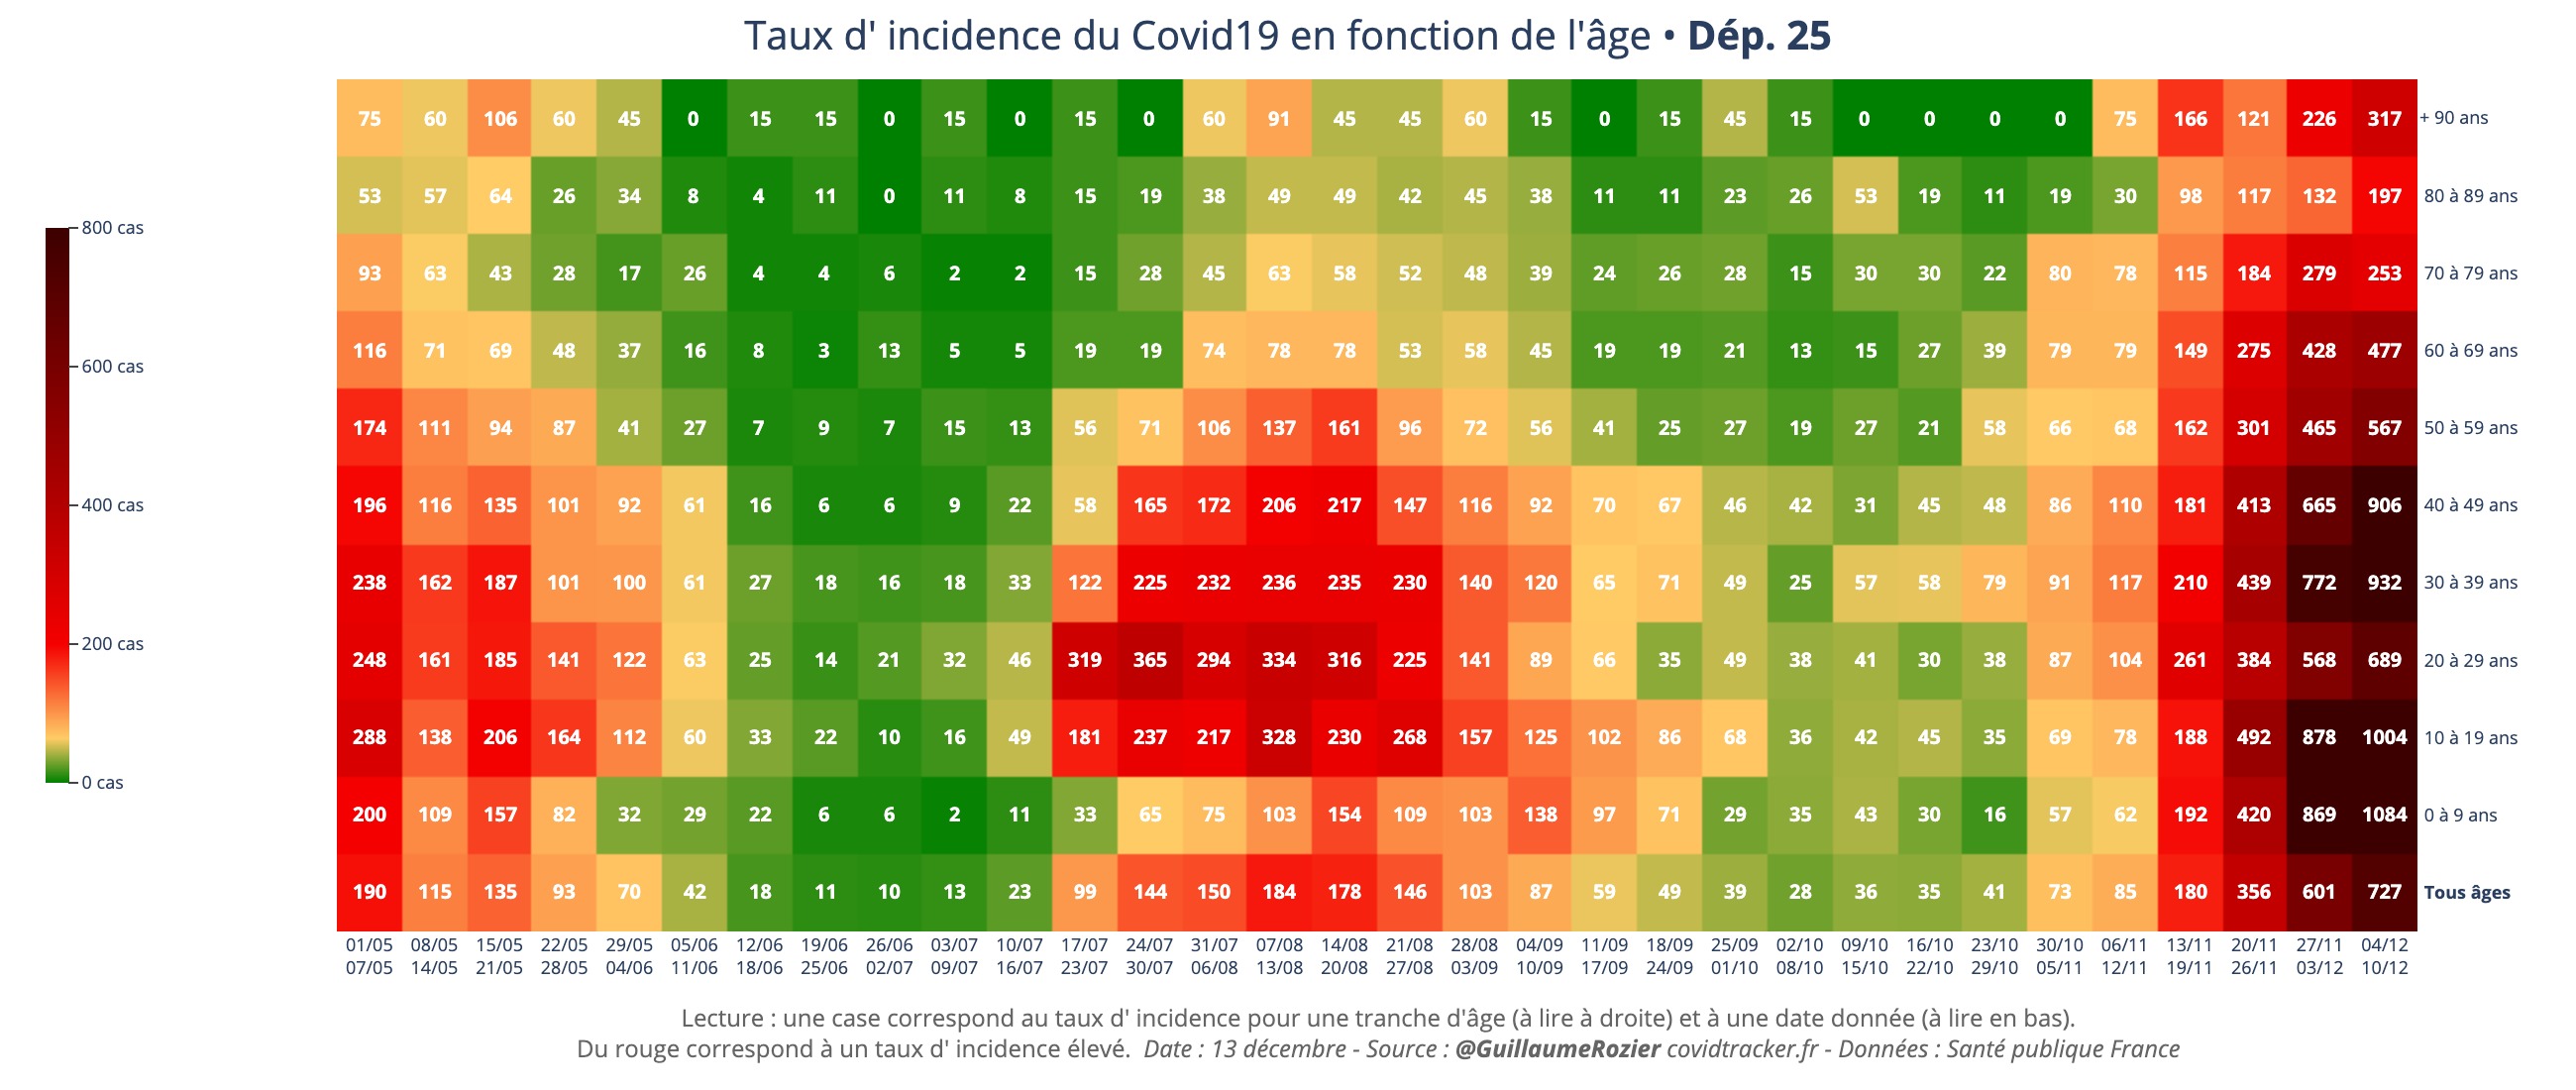 Taux d' incidence du Covid19 en fonction de l'âge • Dép. 25
800 cas
600 cas
400 cas
200 cas
0 cas
75 60 106 60 45 0 15 15 0 15 0 15 0 60 91 45 45 60 15 0 15 45 15 0 0 0 0 75 166 121 226 317 + 90 ans
53 57 64 26 34 8 4 11 0 11 8 15 19 38 49 49 42 45 38 11 11 23 26 53 19 11 19 30 98 117 132 197 80 à 89 ans
93 63 43 28 17 26 4 4 6 2 2 15 28 45 63 58 52 48 39 24 26 28 15 30 30 22 80 78 115 184 279 253 70 à 79 ans
116 71 69 48 37 16 8 3 13 5 5 19 19 74 78 78 53 58 45 19 19 21 13 15 27 39 79 79 149 275 428 477 60 à 69 ans
174 111 94 87 41 27 7 9 7 15 13 56 71 106 137 161 96 72 56 41 25 27 19 27 21 58 66 68 162 301 465 567 50 à 59 ans
196 116 135 101 92 61 16 6 6 9 22 58 165 172 206 217 147 116 92 70 67 46 42 31 45 48 86 110 181 413 665 906 40 à 49 ans
238 162 187 101 100 61 27 18 16 18 33 122 225 232 236 235 230 140 120 65 71 49 25 57 58 79 91 117 210 439 772 932 30 à 39 ans
248 161 185 141 122 63 25 14 21 32 46 319 365 294 334 316 225 141 89 66 35 49 38 41 30 38 87 104 261 384 568 689 20 à 29 ans
288 138 206 164 112 60 33 22 10 16 49 181 237 217 328 230 268 157 125 102 86 68 36 42 45 35 69 78 188 492 878 1004 10 à 19 ans
200 109 157 82 32 29 22 6 6 2 11 33 65 75 103 154 109 103 138 97 71 29 35 43 30 16 57 62 192 420 869 1084 0 à 9 ans
190 115 135 93 70 42 18 11 10 13 23 99 144 150 184 178 146 103 87 59 49 39 28 36 35 41 73 85 180 356 601 727 Tous âges
01/05 08/05 15/05 22/05 29/05 05/06 12/06 19/06 26/06 03/07 10/07 17/07 24/07 31/07 07/08 14/08 21/08 28/08 04/09 11/09 18/09 25/09 02/10 09/10 16/10 23/10 30/10 06/11 13/11 20/11 27/11 04/12
07/05 14/05 21/05 28/05 04/06 11/06 18/06 25/06 02/07 09/07 16/07 23/07 30/07 06/08 13/08 20/08 27/08 03/09 10/09 17/09 24/09 01/10 08/10 15/10 22/10 29/10 05/11 12/11 19/11 26/11 03/12 10/12
Lecture : une case correspond au taux d' incidence pour une tranche d'âge (à lire à droite) et à une date donnée (à lire en bas).
Du rouge correspond à un taux d' incidence élevé. Date : 13 décembre - Source : @GuillaumeRozier covidtracker.fr - Données : Santé publique France